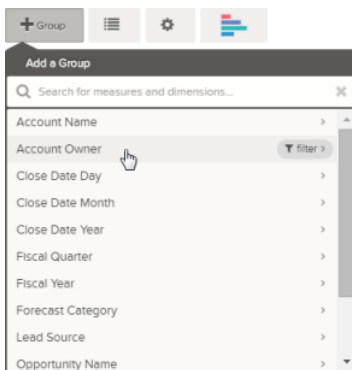 Group
Add a Group
Search for measures and dimensions...
Account Name
Account Owner filter
Close Date Day
Close Date Month
Close Date Year
Fiscal Quarter
Fiscal Year
Forecast Category
Lead Source
Opportunity Name